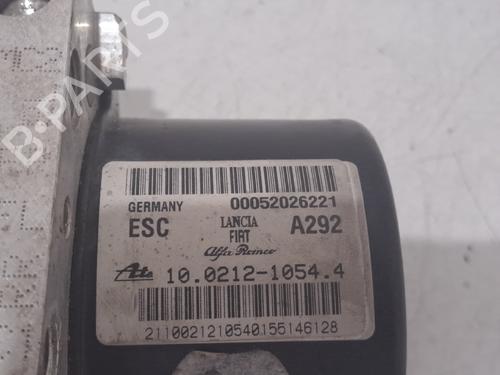 GERMANY 00052026221
ESC LANCIA FIAT Alfa Romeo A292
Ate 10.0212-1054.4
21100212105401551461​28
B-PARTS